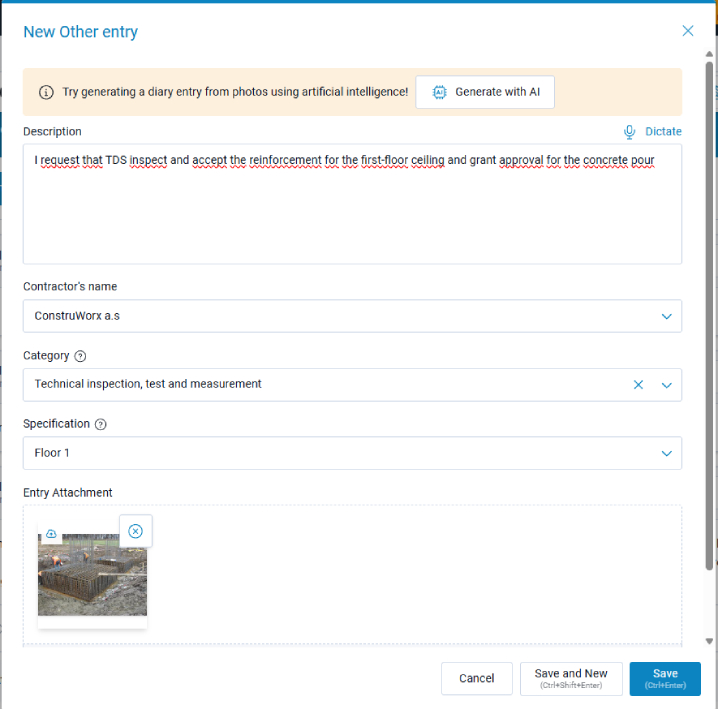 New Other entry
Try generating a diary entry from photos using artificial intelligence!
Generate with AI
Description
Dictate
I request that TDS inspect and accept the reinforcement for the first-floor ceiling and grant approval for the concrete pour
Contractor's name
ConstruWorx a.s
Category
Technical inspection, test and measurement
Specification
Floor 1
Entry Attachment
Cancel
Save and New
(Ctrl+Shift+Enter)
Save
(Ctrl+Enter)